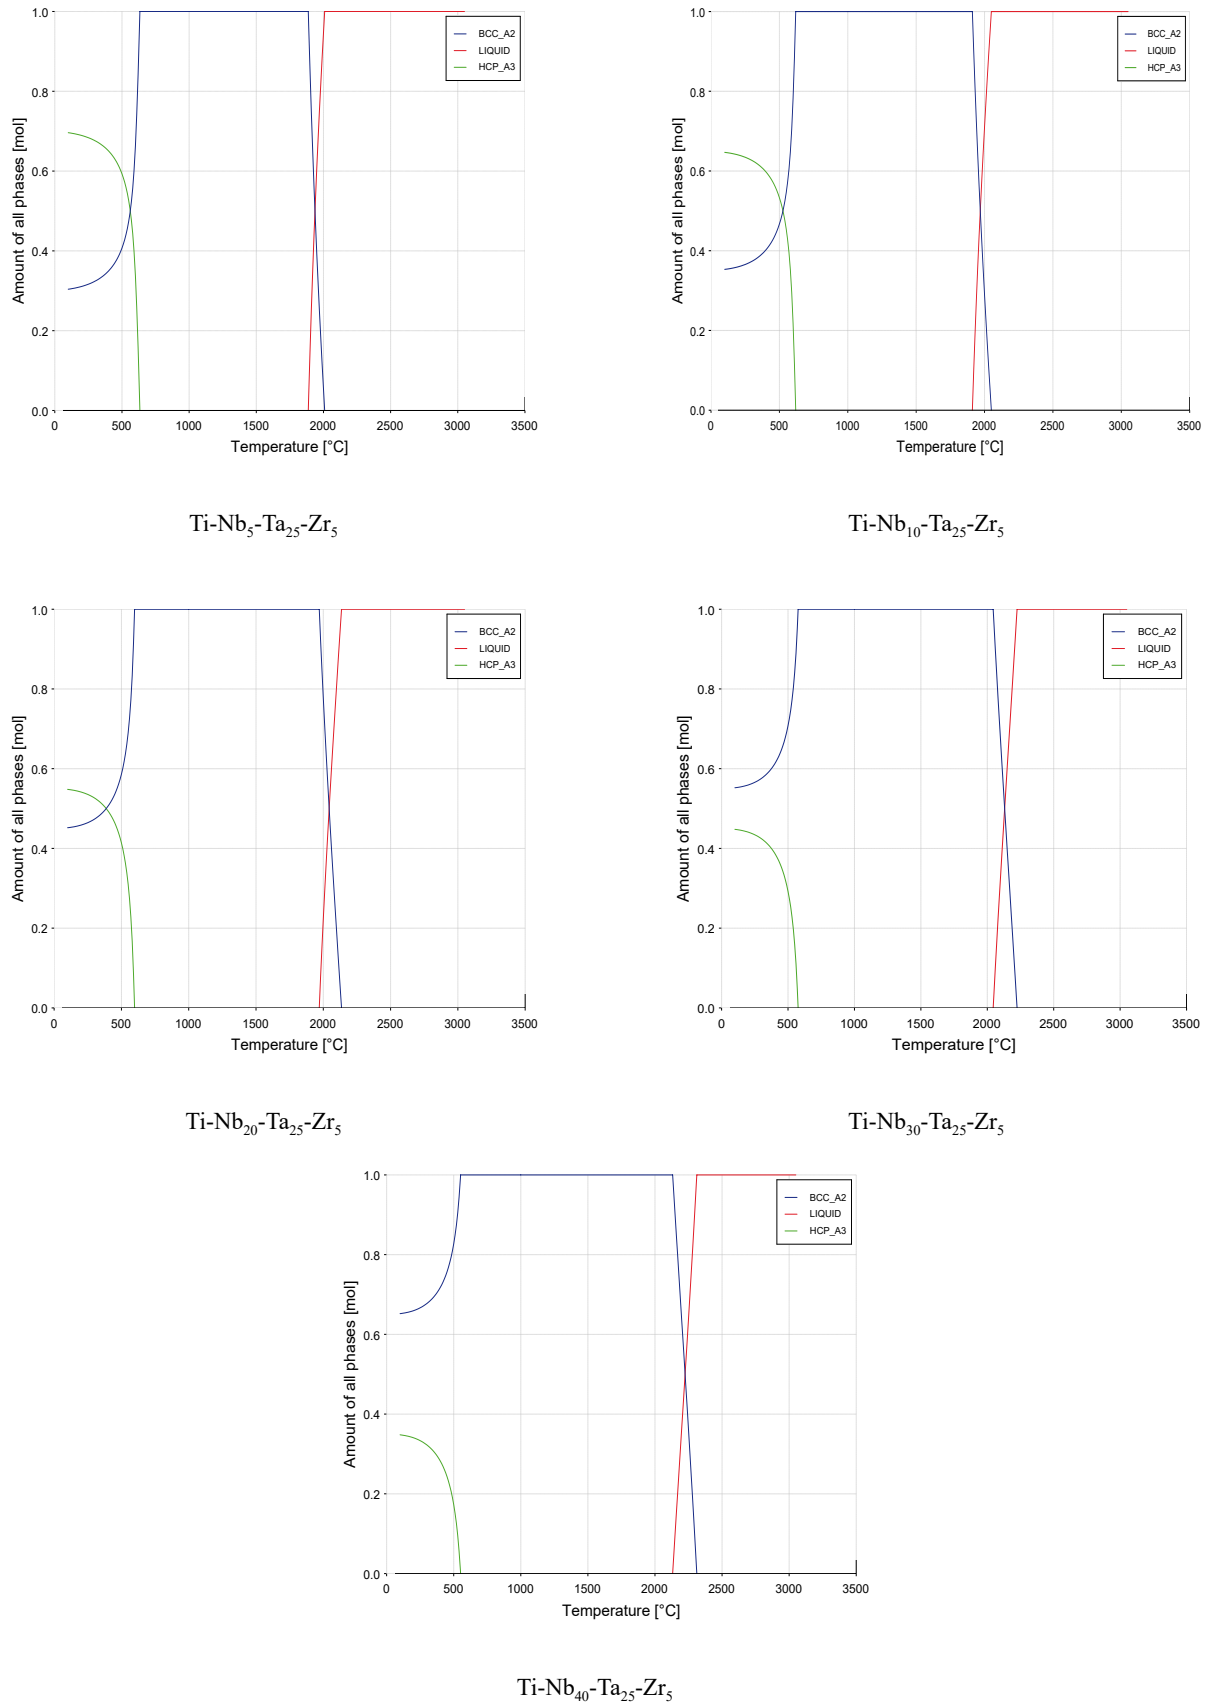 1.0
0.8
0.6
0.4
0.2
0.0
Amount of all phases [mol]
BCC_A2
LIQUID
HCP_A3
0 500 1000 1500 2000 2500 3000 3500
Temperature [°C]
Ti-Nb₅-Ta₂₅-Zr₅
1.0
0.8
0.6
0.4
0.2
0.0
Amount of all phases [mol]
BCC_A2
LIQUID
HCP_A3
0 500 1000 1500 2000 2500 3000 3500
Temperature [°C]
Ti-Nb₁₀-Ta₂₅-Zr₅
1.0
0.8
0.6
0.4
0.2
0.0
Amount of all phases [mol]
BCC_A2
LIQUID
HCP_A3
0 500 1000 1500 2000 2500 3000 3500
Temperature [°C]
Ti-Nb₂₀-Ta₂₅-Zr₅
1.0
0.8
0.6
0.4
0.2
0.0
Amount of all phases [mol]
BCC_A2
LIQUID
HCP_A3
0 500 1000 1500 2000 2500 3000 3500
Temperature [°C]
Ti-Nb₃₀-Ta₂₅-Zr₅
1.0
0.8
0.6
0.4
0.2
0.0
Amount of all phases [mol]
BCC_A2
LIQUID
HCP_A3
0 500 1000 1500 2000 2500 3000 3500
Temperature [°C]
Ti-Nb₄₀-Ta₂₅-Zr₅